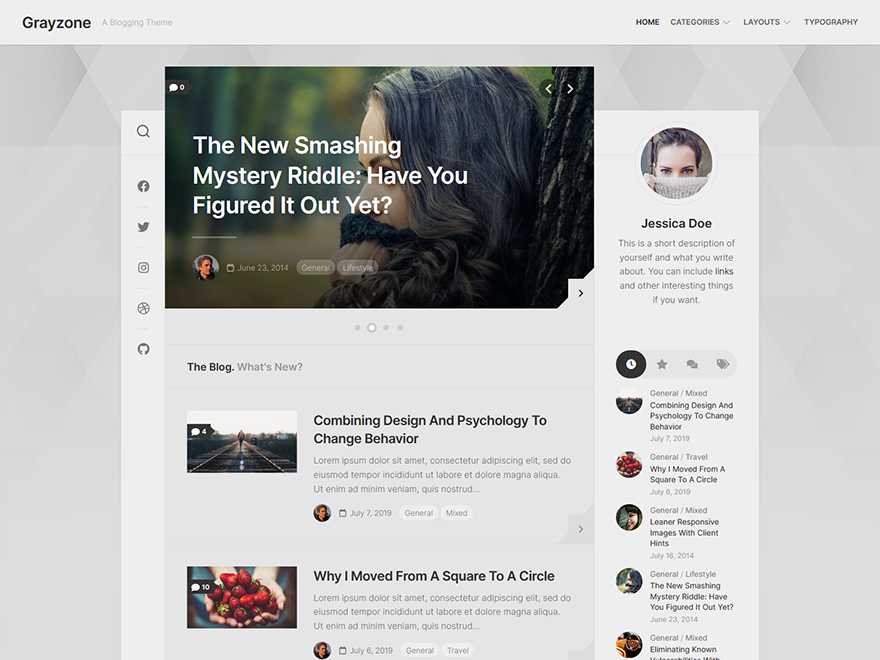 Grayzone
A Blogging Theme
HOME
CATEGORIES
LAYOUTS
TYPOGRAPHY
0
The New Smashing
Mystery Riddle: Have You
Figured It Out Yet?
June 23, 2014
General
Lifestyle
The Blog. What's New?
4
Combining Design And Psychology To
Change Behavior
Lorem ipsum dolor sit amet, consectetur adipiscing elit, sed do
eiusmod tempor incididunt ut labore et dolore magna aliqua.
Ut enim ad minim veniam, quis nostrud...
July 7, 2019
General
Mixed
10
Why I Moved From A Square To A Circle
Lorem ipsum dolor sit amet, consectetur adipiscing elit, sed do
eiusmod tempor incididunt ut labore et dolore magna aliqua.
Ut enim ad minim veniam, quis nostrud...
July 6, 2019
General
Travel
Jessica Doe
This is a short description of
yourself and what you write
about. You can include links
and other interesting things
if you want.
General / Mixed
Combining Design And
Psychology To Change
Behavior
July 7, 2019
General / Travel
Why I Moved From A
Square To A Circle
July 6, 2019
General / Mixed
Leaner Responsive
Images With Client
Hints
July 16, 2014
General / Lifestyle
The New Smashing
Mystery Riddle: Have
You Figured It Out Yet?
June 23, 2014
General / Mixed
Eliminating Known
Vulnerabilities With